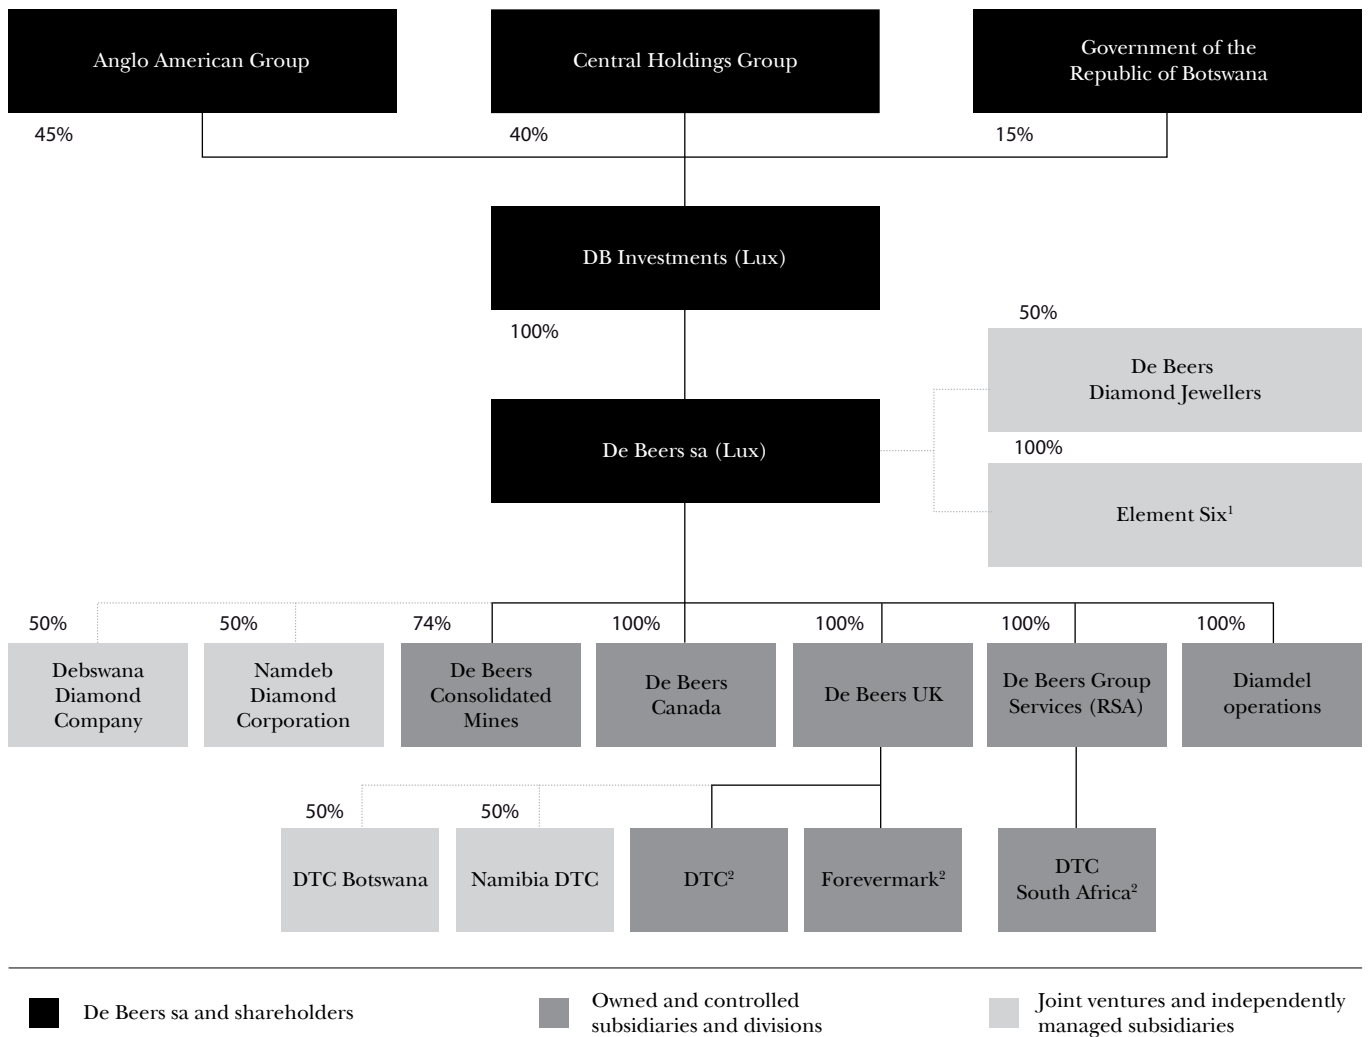 Anglo American Group
Central Holdings Group
Government of the
Republic of Botswana
45%
40%
15%
DB Investments (Lux)
100%
50%
De Beers
Diamond Jewellers
De Beers sa (Lux)
100%
Element Six¹
50%
50%
74%
100%
100%
100%
100%
Debswana
Diamond
Company
Namdeb
Diamond
Corporation
De Beers
Consolidated
Mines
De Beers
Canada
De Beers UK
De Beers Group
Services (RSA)
Diamdel
operations
50%
50%
DTC Botswana
Namibia DTC
DTC²
Forevermark²
DTC
South Africa²
De Beers sa and shareholders
Owned and controlled
subsidiaries and divisions
Joint ventures and independently
managed subsidiaries